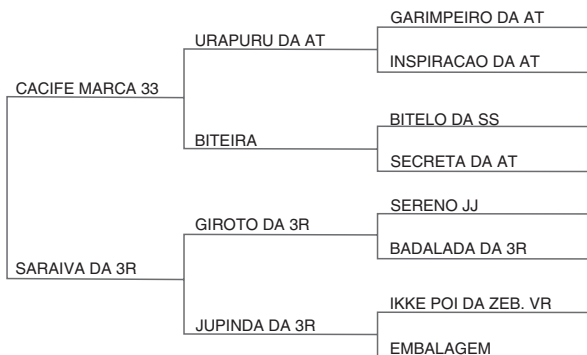 GARIMPEIRO DA AT
URAPURU DA AT
INSPIRACAO DA AT
CACIFE MARCA 33
BITELO DA SS
BITEIRA
SECRETA DA AT
SERENO JJ
GIROTO DA 3R
BADALADA DA 3R
SARAIVA DA 3R
IKKE POI DA ZEB. VR
JUPINDA DA 3R
EMBALAGEM